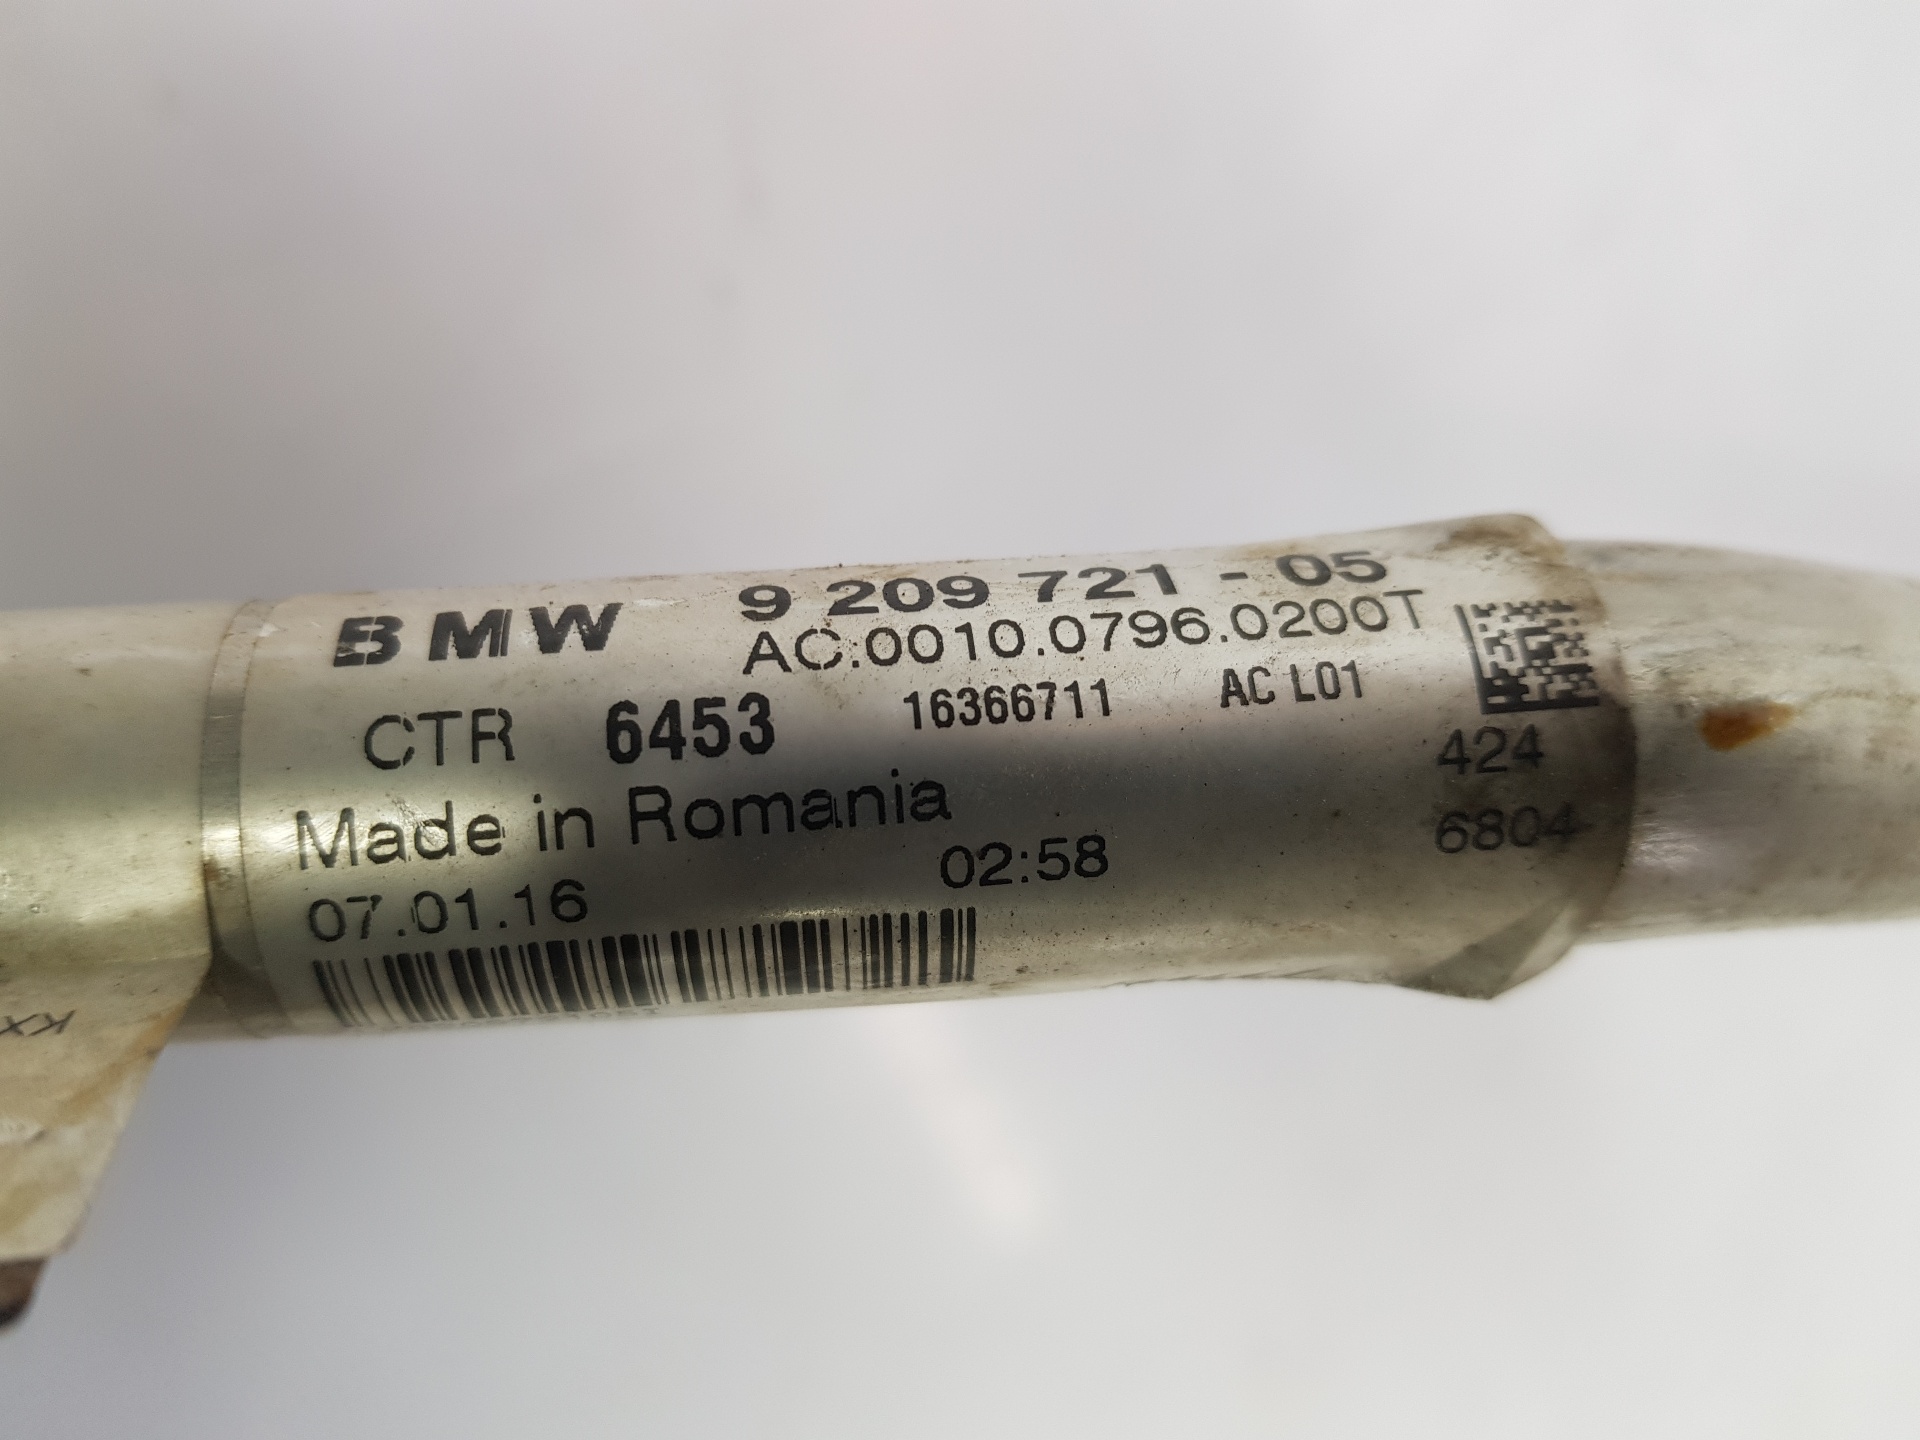 BMW 9 209 721 - 05
AC.0010.0796.0200T
CTR 6453 16366711 AC L01
424
Made in Romania 6804
07.01.16 02:58
KX